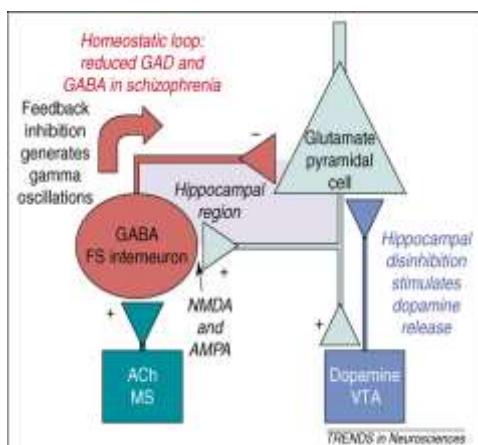 Homeostatic loop:
reduced GAD and
GABA in schizophrenia
Feedback
inhibition
generates
gamma
oscillations
−
Glutamate
pyramidal
cell
Hippocampal
region
GABA
FS interneuron
+
Hippocampal
disinhibition
stimulates
dopamine
release
NMDA
and
AMPA
+
+
ACh
MS
Dopamine
VTA
TRENDS in Neurosciences